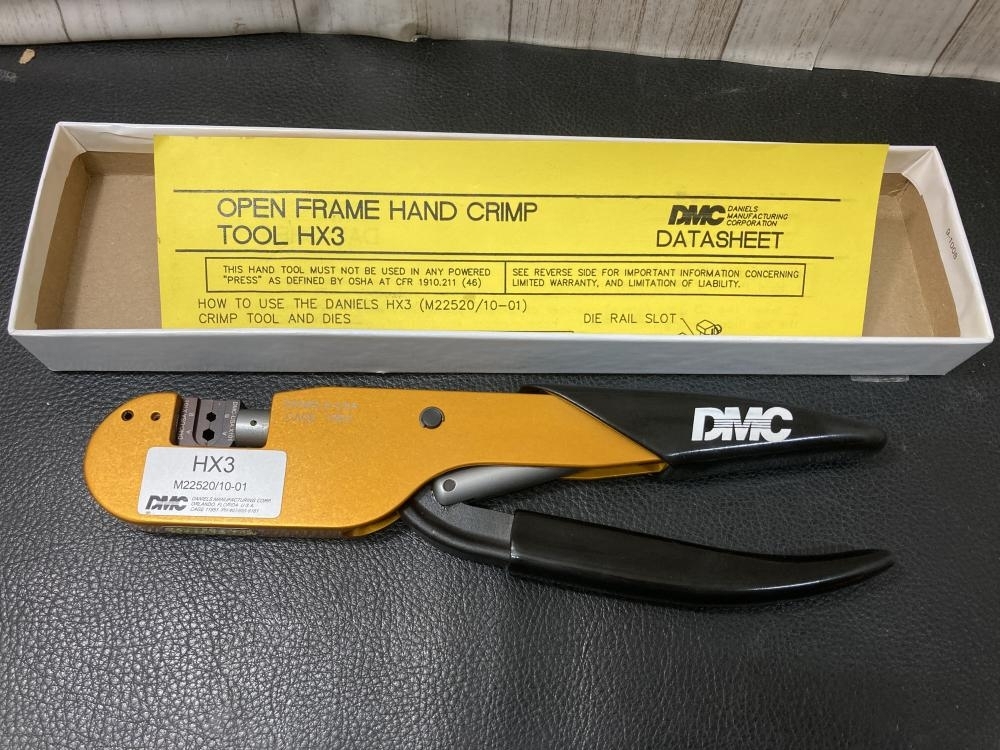 OPEN FRAME HAND CRIMP
TOOL HX3
DMC DANIELS
MANUFACTURING
CORPORATION
DATASHEET
THIS HAND TOOL MUST NOT BE USED IN ANY POWERED
"PRESS" AS DEFINED BY OSHA AT CFR 1910.211 (46)
SEE REVERSE SIDE FOR IMPORTANT INFORMATION CONCERNING
LIMITED WARRANTY, AND LIMITATION OF LIABILITY.
HOW TO USE THE DANIELS HX3 (M22520/10-01)
CRIMP TOOL AND DIES
DIE RAIL SLOT
DMC
HX3
M22520/10-01
DMC
DANIELS MANUFACTURING CORP.
ORLANDO, FLORIDA U.S.A.